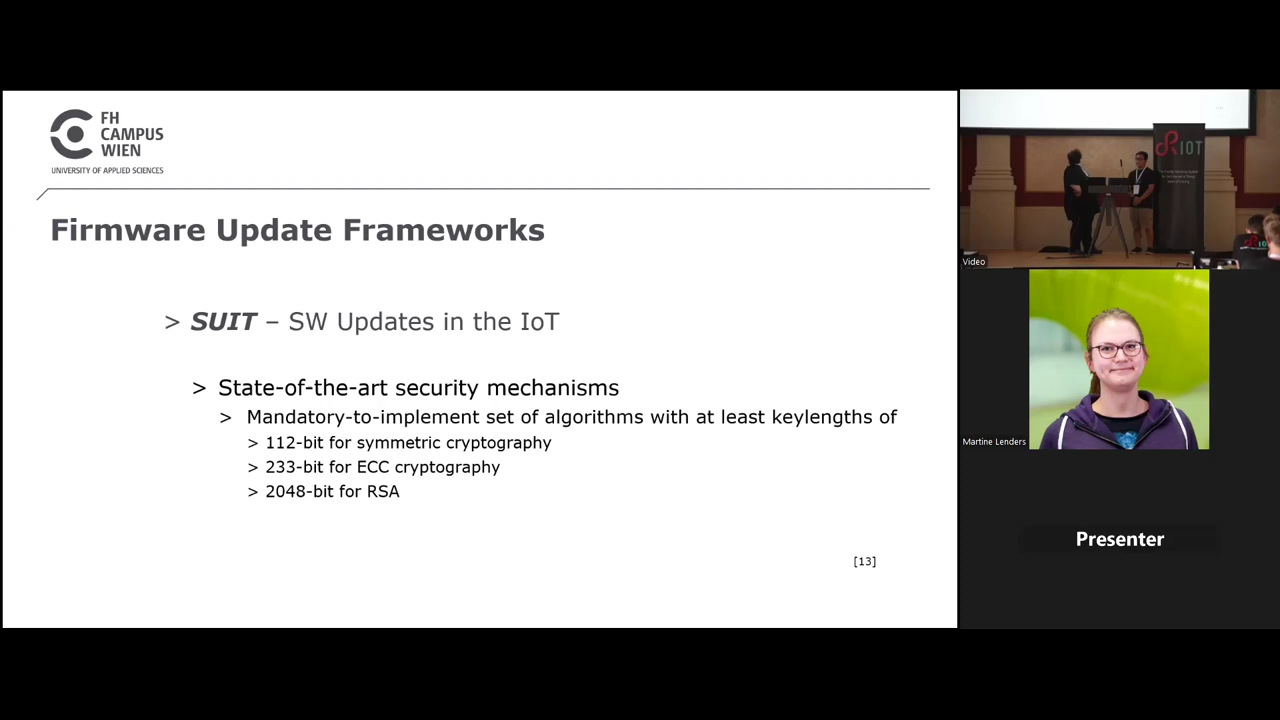 FH
CAMPUS
WIEN
UNIVERSITY OF APPLIED SCIENCES
Firmware Update Frameworks
> SUIT – SW Updates in the IoT
> State-of-the-art security mechanisms
> Mandatory-to-implement set of algorithms with at least keylengths of
> 112-bit for symmetric cryptography
> 233-bit for ECC cryptography
> 2048-bit for RSA
[13]
RIOT
Video
Martine Lenders
Presenter